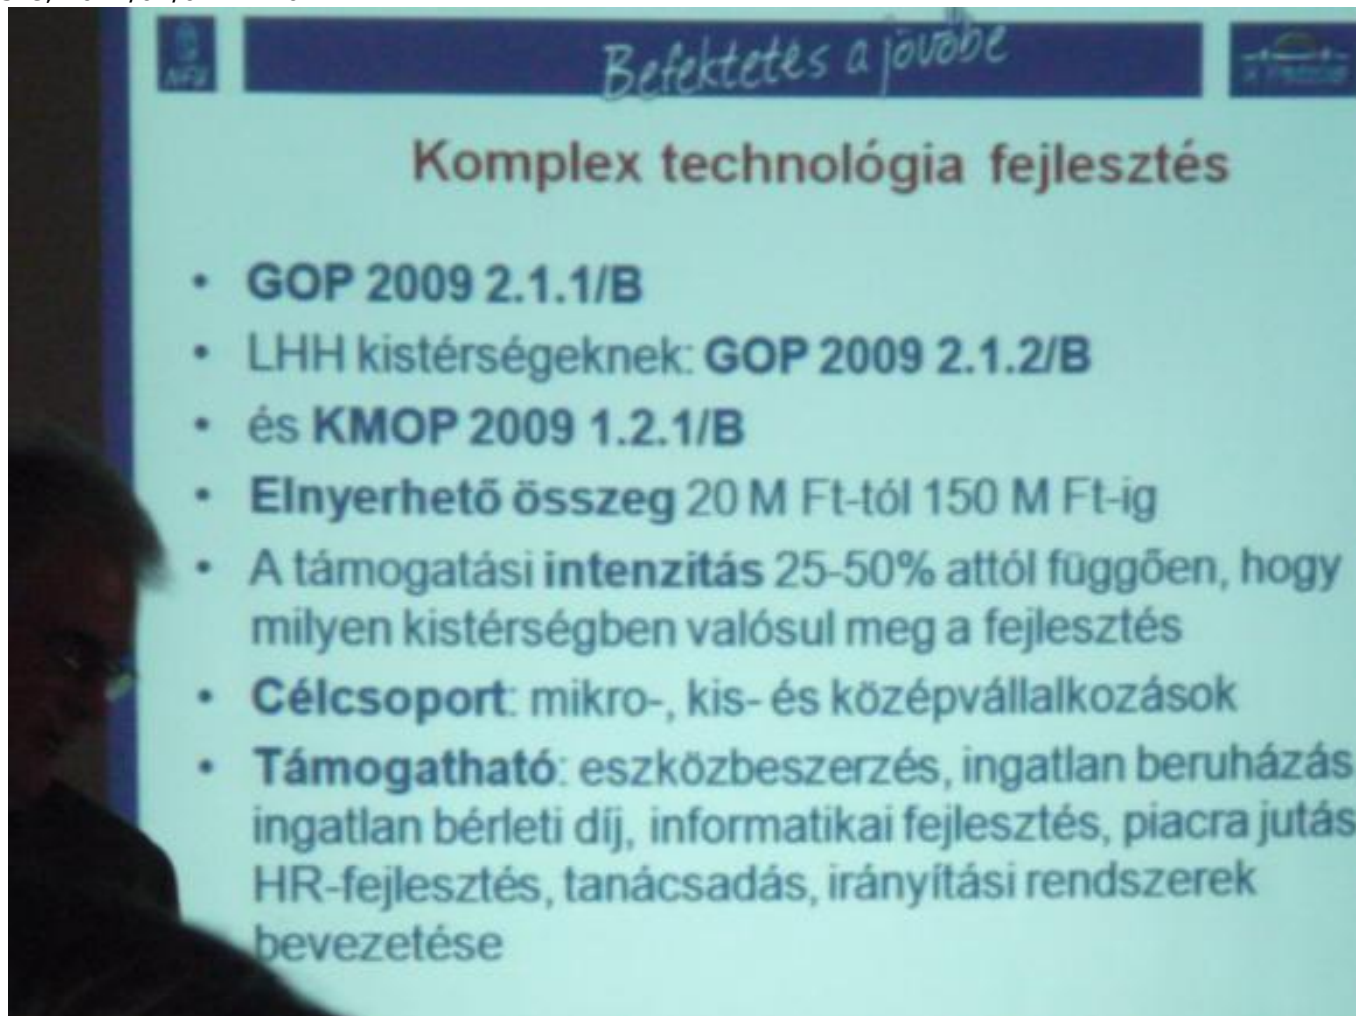 NFÜ
Befektetés a jövőbe
Komplex technológia fejlesztés
• GOP 2009 2.1.1/B
• LHH kistérségeknek: GOP 2009 2.1.2/B
• és KMOP 2009 1.2.1/B
• Elnyerhető összeg 20 M Ft-tól 150 M Ft-ig
• A támogatási intenzitás 25-50% attól függően, hogy
milyen kistérségben valósul meg a fejlesztés
• Célcsoport: mikro-, kis- és középvállalkozások
• Támogatható: eszközbeszerzés, ingatlan beruházás
ingatlan bérleti díj, informatikai fejlesztés, piacra jutás
HR-fejlesztés, tanácsadás, irányítási rendszerek
bevezetése